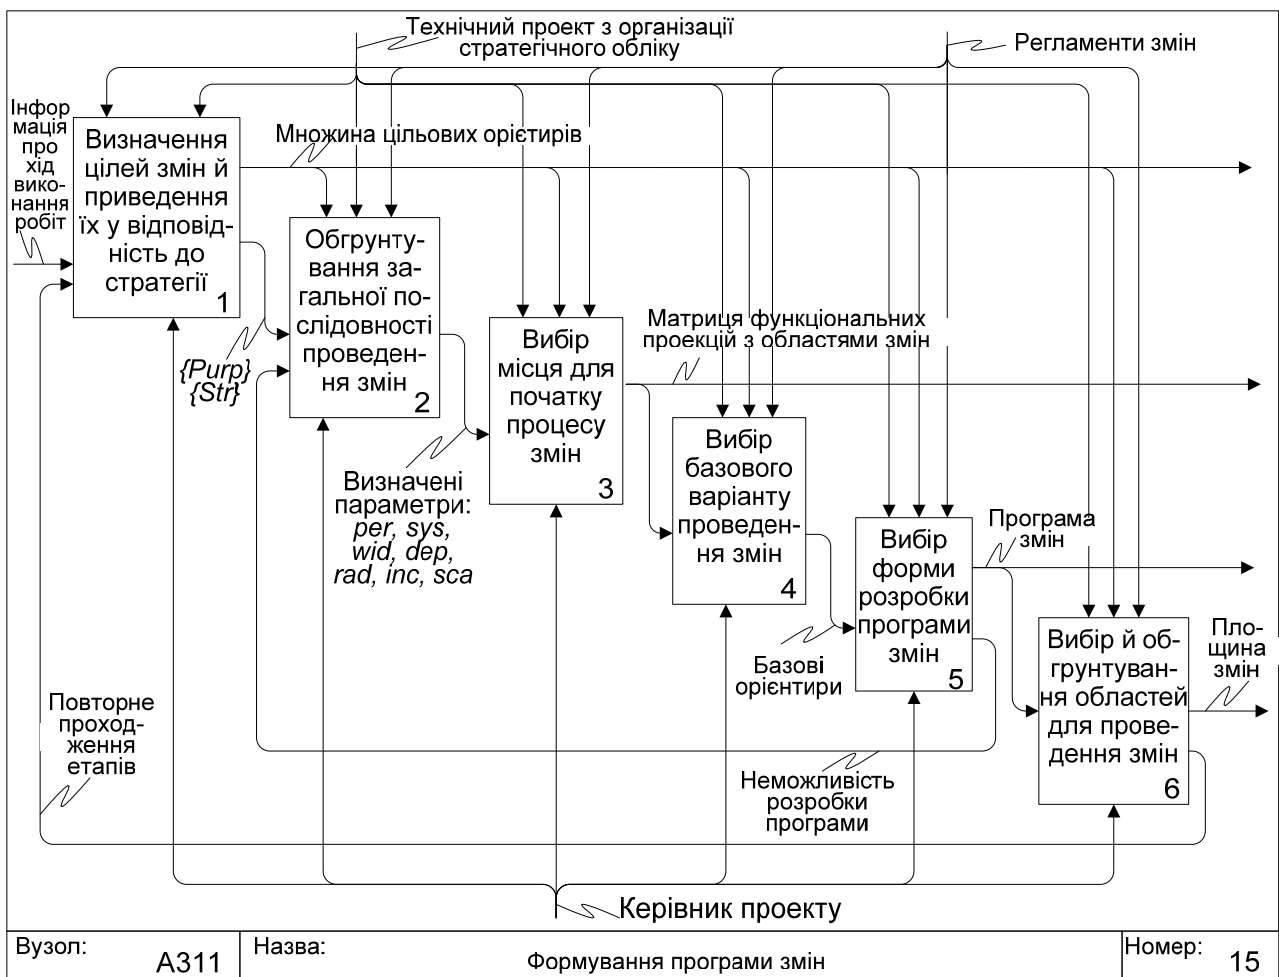 Технічний проект з організації
стратегічного обліку
Регламенти змін
Інфор
мація
про
хід
вико-
нання
робіт
Визначення
цілей змін й
приведення
їх у відповід-
ність до
стратегії
1
Множина цільових орієтирів
{Purp}
{Str}
Обгрунту-
вання за-
гальної по-
слідовності
проведен-
ня змін
2
Визначені
параметри:
per, sys,
wid, dep,
rad, inc, sca
Вибір
місця для
початку
процесу
змін
3
Матриця функціональних
проекцій з областями змін
Вибір
базового
варіанту
проведен-
ня змін
4
Базові
орієнтири
Вибір
форми
розробки
програми
змін
5
Програма
змін
Вибір й об-
грунтуван-
ня областей
для прове-
дення змін
6
Пло-
щина
змін
Повторне
проход-
ження
етапів
Неможливість
розробки
програми
Керівник проекту
Вузол:
А311
Назва:
Формування програми змін
Номер:
15